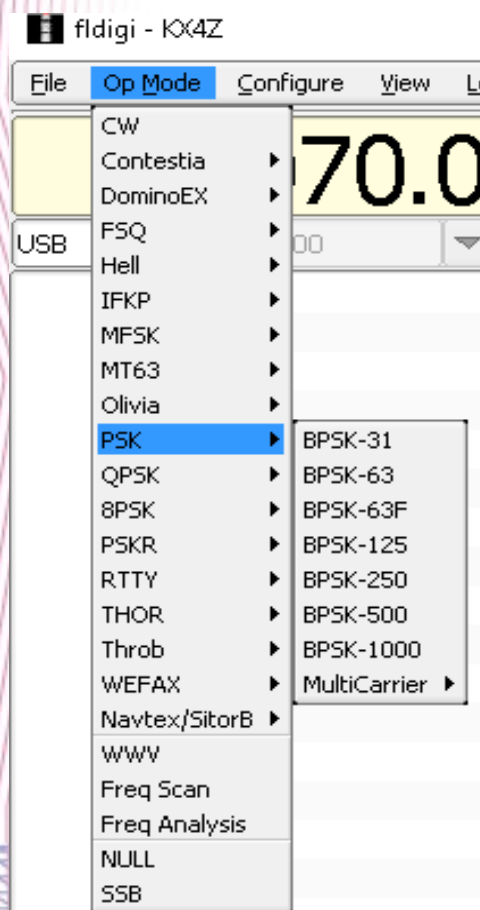 fldigi - KX4Z
File Op Mode Configure View
070.0
USB
CW
Contestia
DominoEX
FSQ
Hell
IFKP
MFSK
MT63
Olivia
PSK
QPSK
8PSK
PSKR
RTTY
THOR
Throb
WEFAX
Navtex/SitorB
WWV
Freq Scan
Freq Analysis
NULL
SSB
00
BPSK-31
BPSK-63
BPSK-63F
BPSK-125
BPSK-250
BPSK-500
BPSK-1000
MultiCarrier